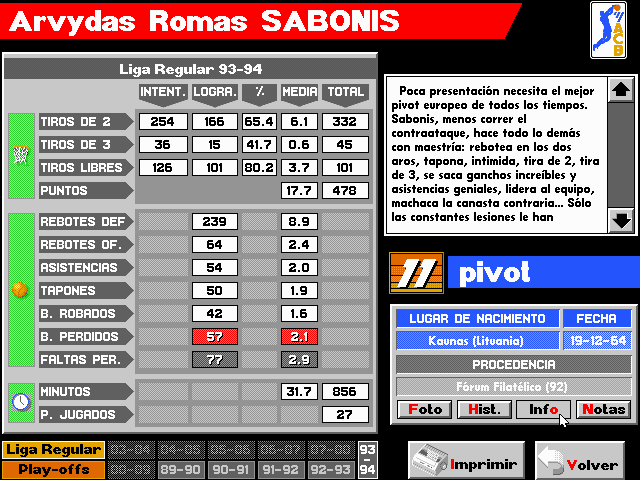 Arvydas Romas SABONIS
ACB
Liga Regular 93-94
INTENT. LOGRA. % MEDIA TOTAL
TIROS DE 2 254 166 65.4 6.1 332
TIROS DE 3 36 15 41.7 0.6 45
TIROS LIBRES 126 101 80.2 3.7 101
PUNTOS 17.7 478
REBOTES DEF 239 8.9
REBOTES OF. 64 2.4
ASISTENCIAS 54 2.0
TAPONES 50 1.9
B. ROBADOS 42 1.6
B. PERDIDOS 57 2.1
FALTAS PER. 77 2.9
MINUTOS 31.7 856
P. JUGADOS 27
Poca presentación necesita el mejor
pivot europeo de todos los tiempos.
Sabonis, menos correr el
contraataque, hace todo lo demás
con maestría: rebotea en los dos
aros, tapona, intimida, tira de 2, tira
de 3, se saca ganchos increíbles y
asistencias geniales, lidera al equipo,
machaca la canasta contraria... Sólo
las constantes lesiones le han
11 pivot
LUGAR DE NACIMIENTO FECHA
Kaunas (Lituania) 19-12-64
PROCEDENCIA
Fórum Filatélico (92)
Foto Hist. Info Notas
Liga Regular 83-84 84-85 85-86 86-87 87-88 88-89 93-94
Play-offs 89-90 90-91 91-92 92-93
Imprimir Volver